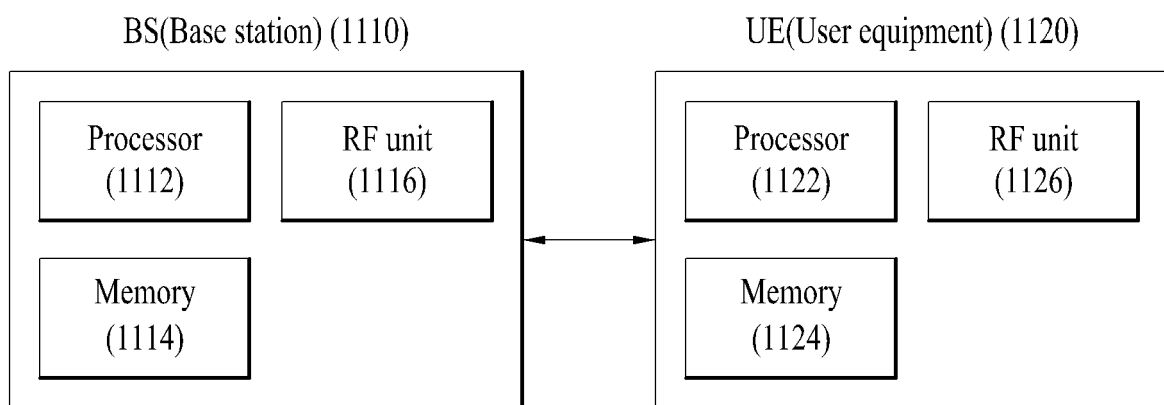 BS(Base station) (1110)
Processor
(1112)
RF unit
(1116)
Memory
(1114)
UE(User equipment) (1120)
Processor
(1122)
RF unit
(1126)
Memory
(1124)